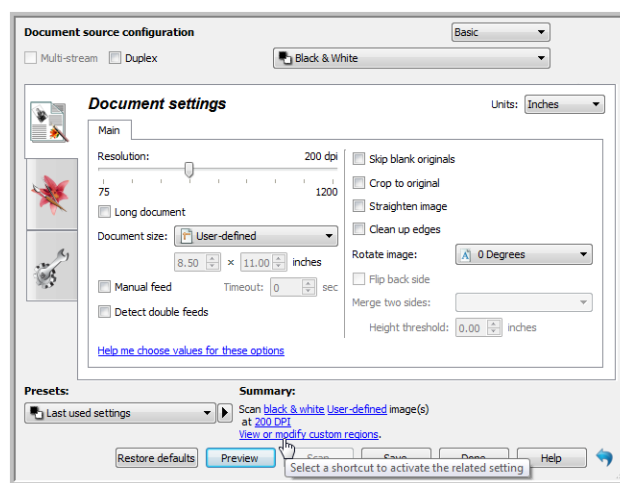 Document source configuration
Basic
Multi-stream
Duplex
Black & White
Document settings
Units:
Inches
Main
Resolution:
200 dpi
75
1200
Long document
Document size:
User-defined
8.50
×
11.00
inches
Manual feed
Timeout:
0
sec
Detect double feeds
Help me choose values for these options
Skip blank originals
Crop to original
Straighten image
Clean up edges
Rotate image:
A
0 Degrees
Flip back side
Merge two sides:
Height threshold:
0.00
inches
Presets:
Last used settings
Summary:
Scan black & white User-defined image(s)
at 200 DPI
View or modify custom regions.
Restore defaults
Preview
Scan
Save
Done
Help
Select a shortcut to activate the related setting